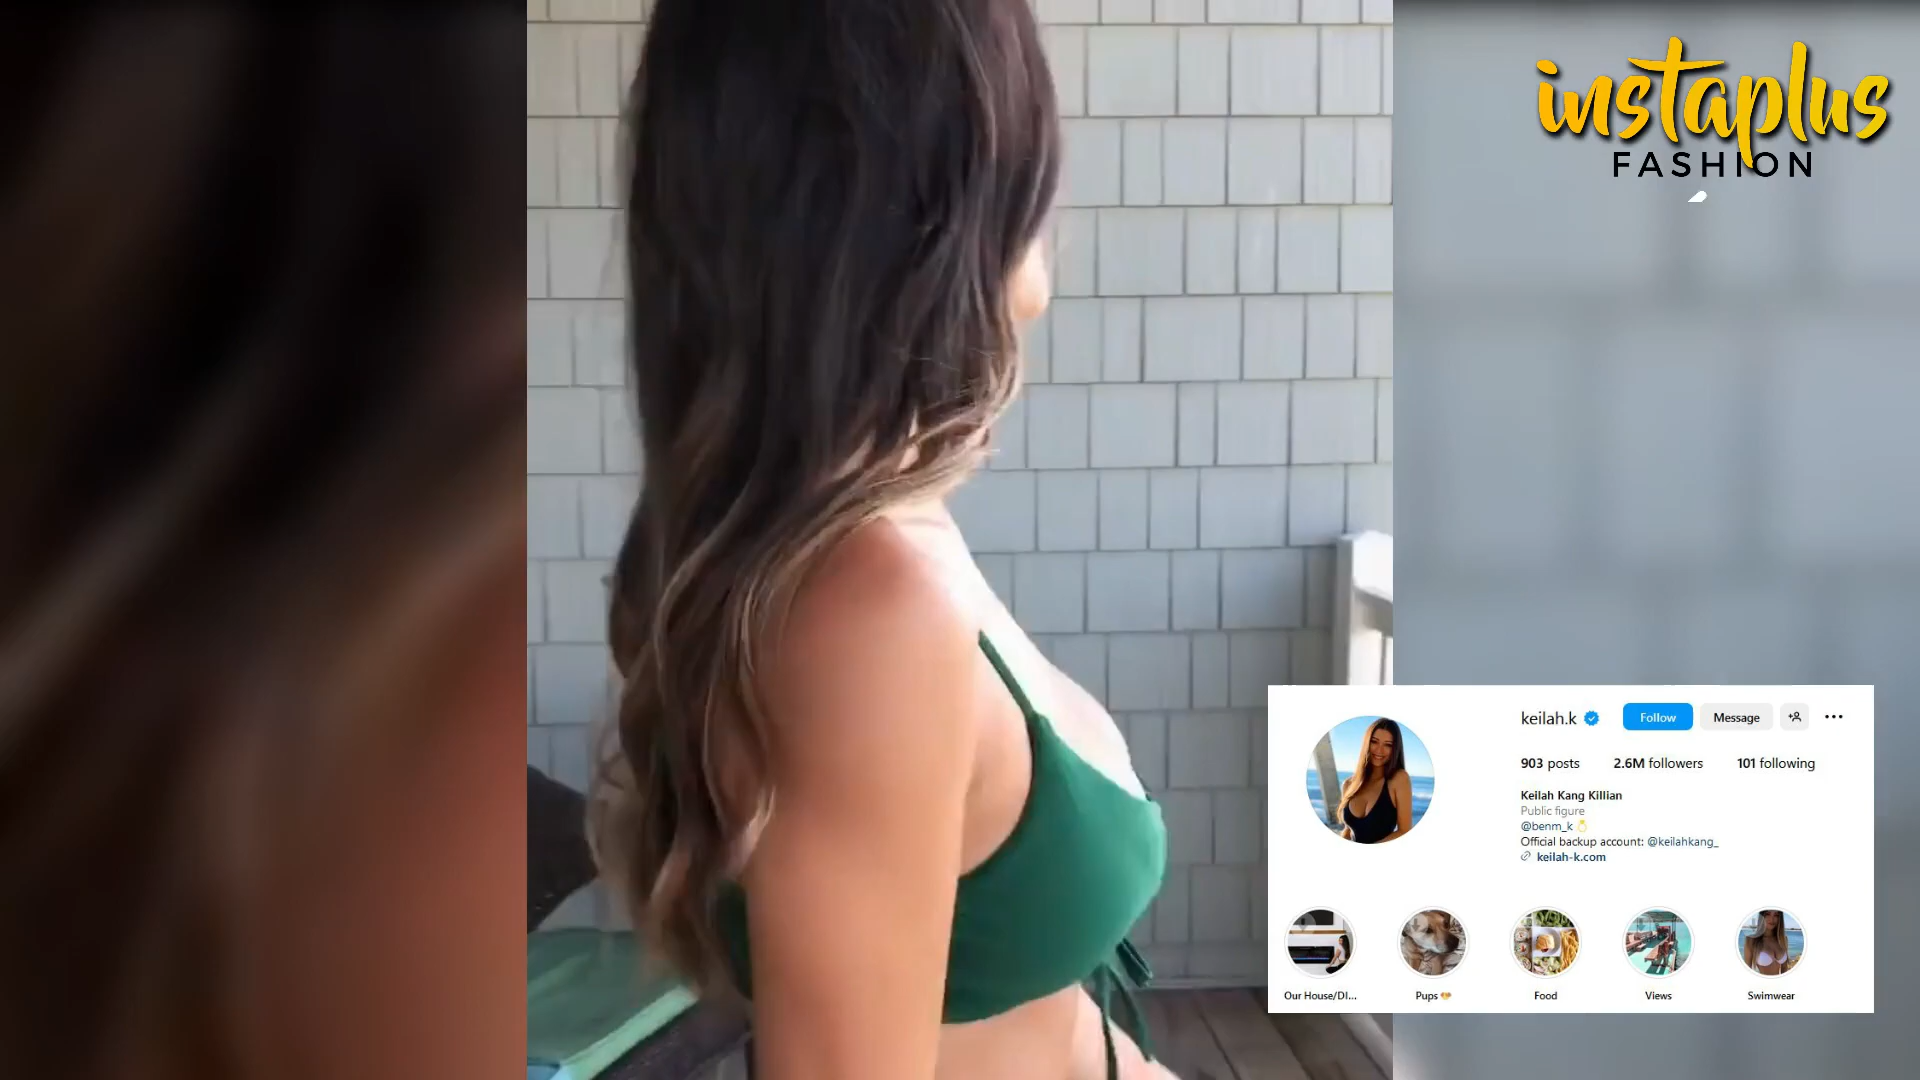 instaplus
FASHION
keilah.k Follow Message
903 posts 2.6M followers 101 following
Keilah Kang Killian
Public figure
@benm_k
Official backup account: @keilahkang_
keilah-k.com
Our House/DI... Pups Food Views Swimwear